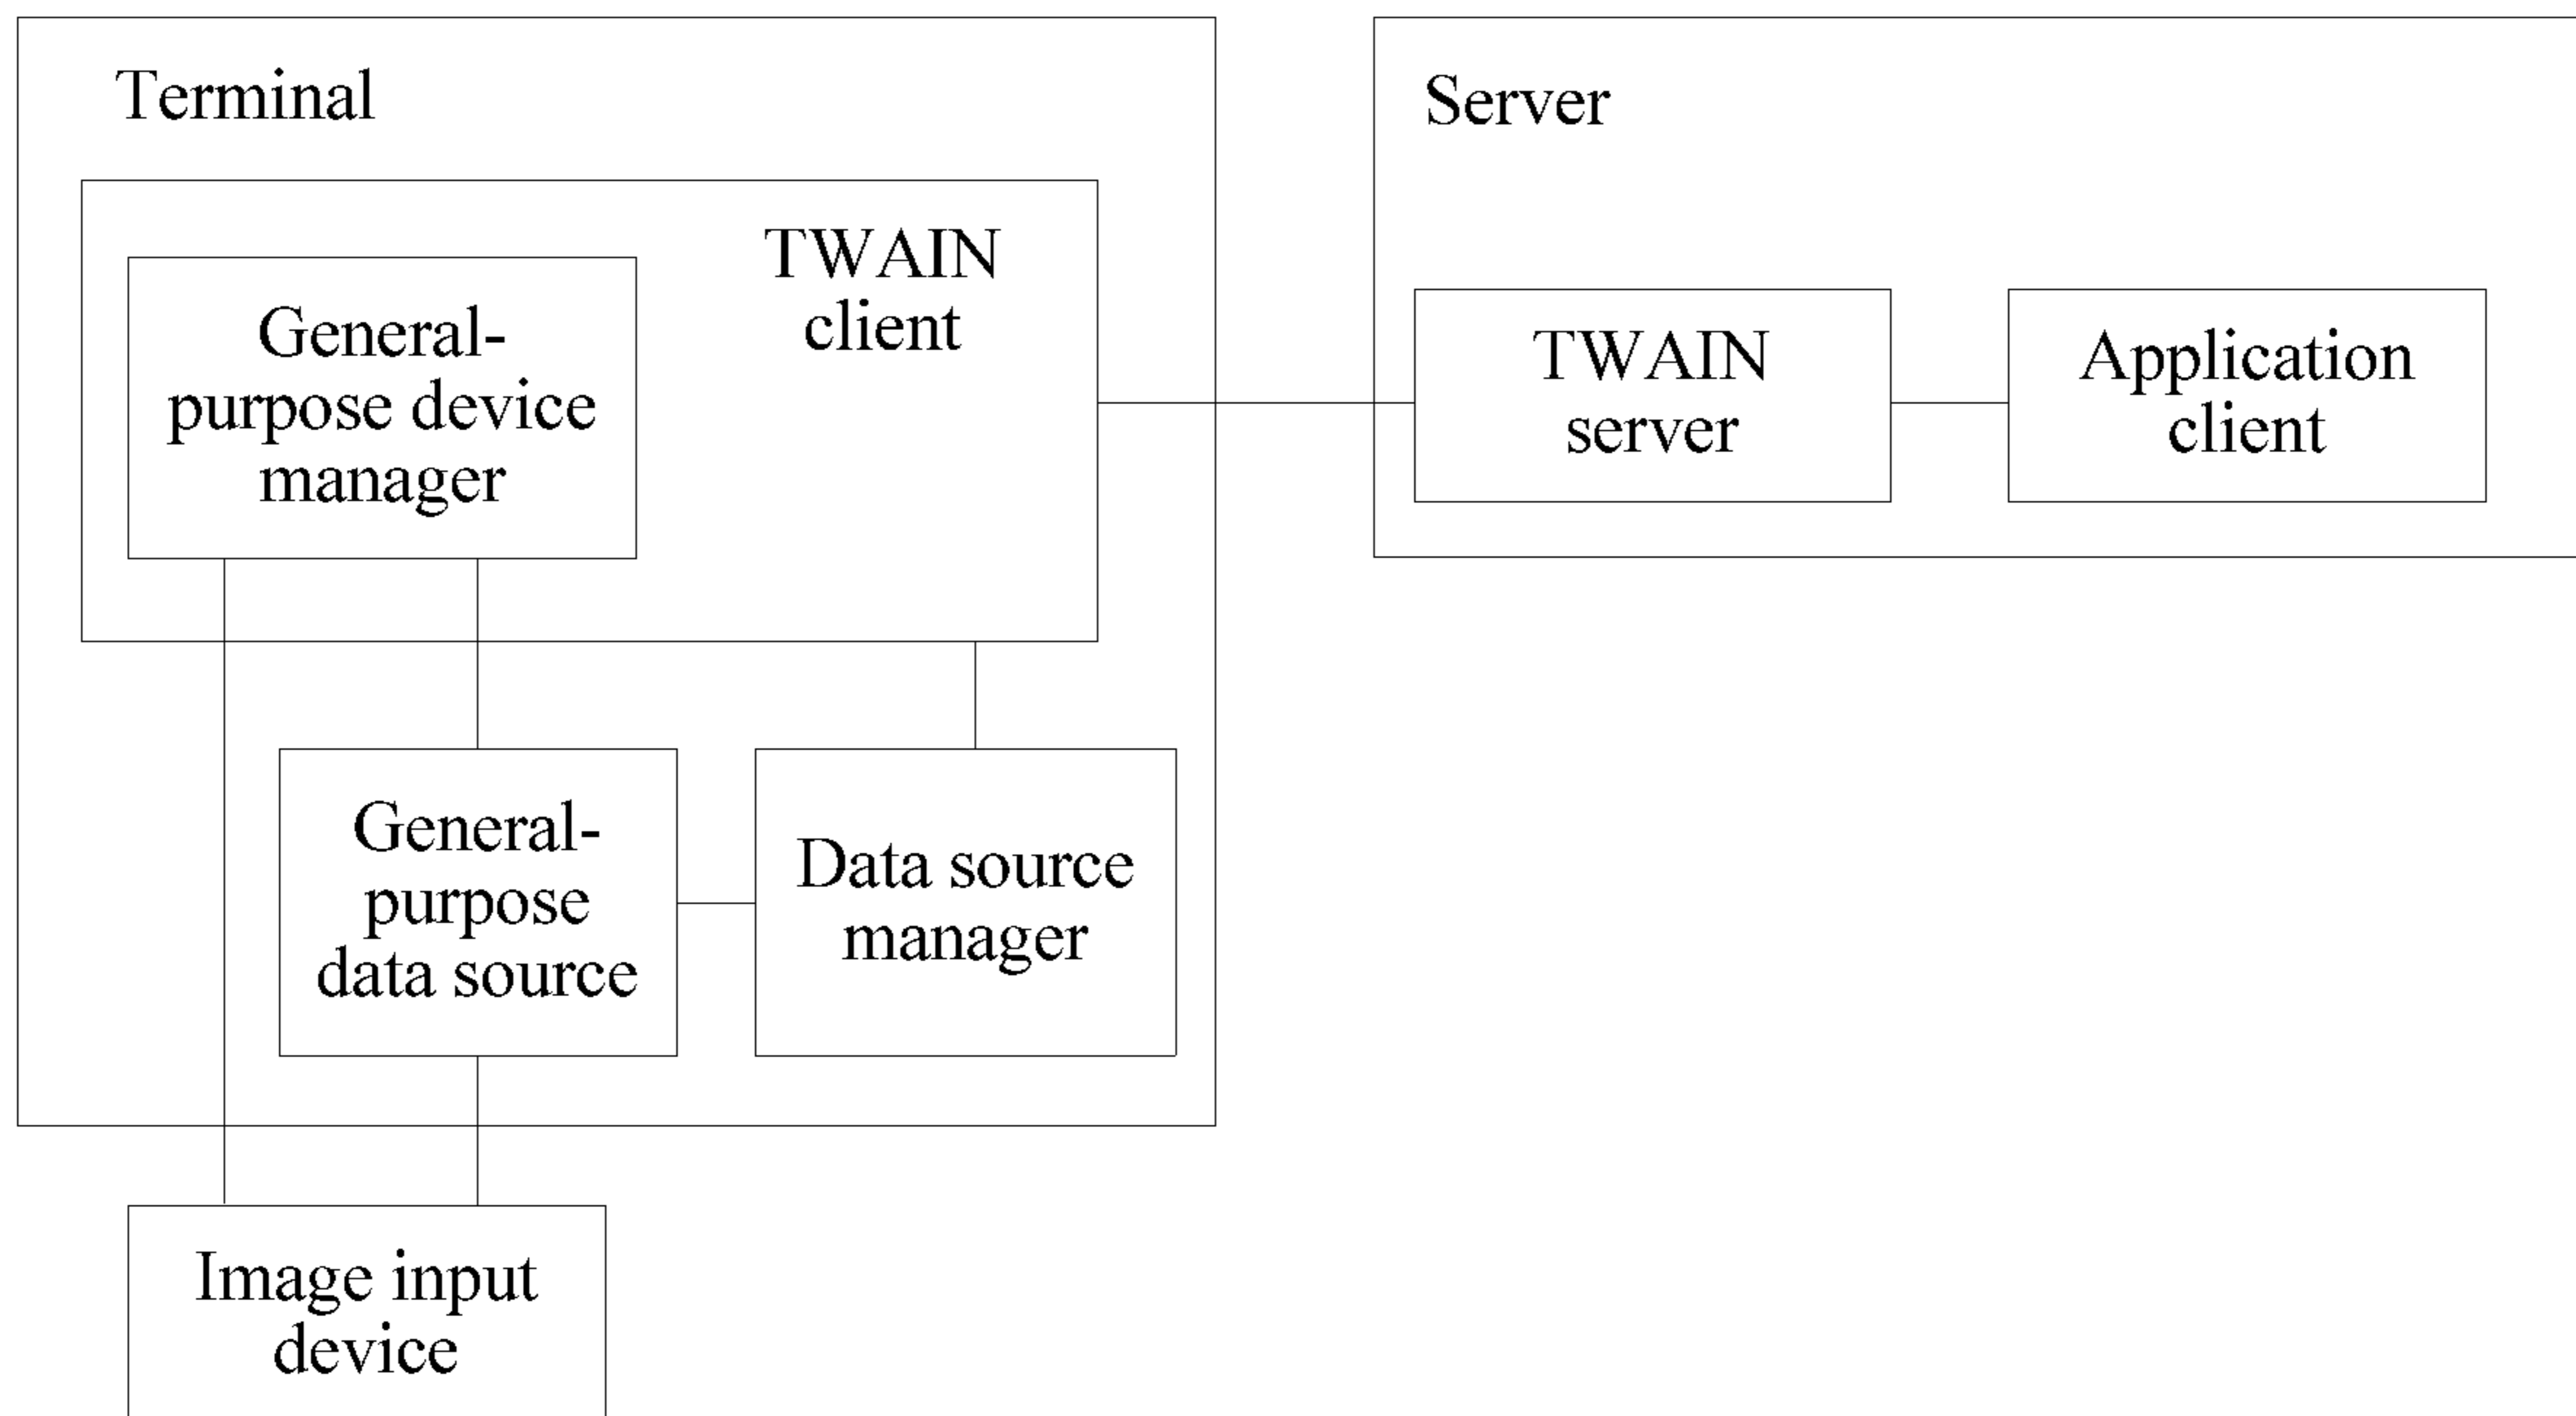 Terminal
TWAIN
client
General-
purpose device
manager
General-
purpose
data source
Data source
manager
Image input
device
Server
TWAIN
server
Application
client